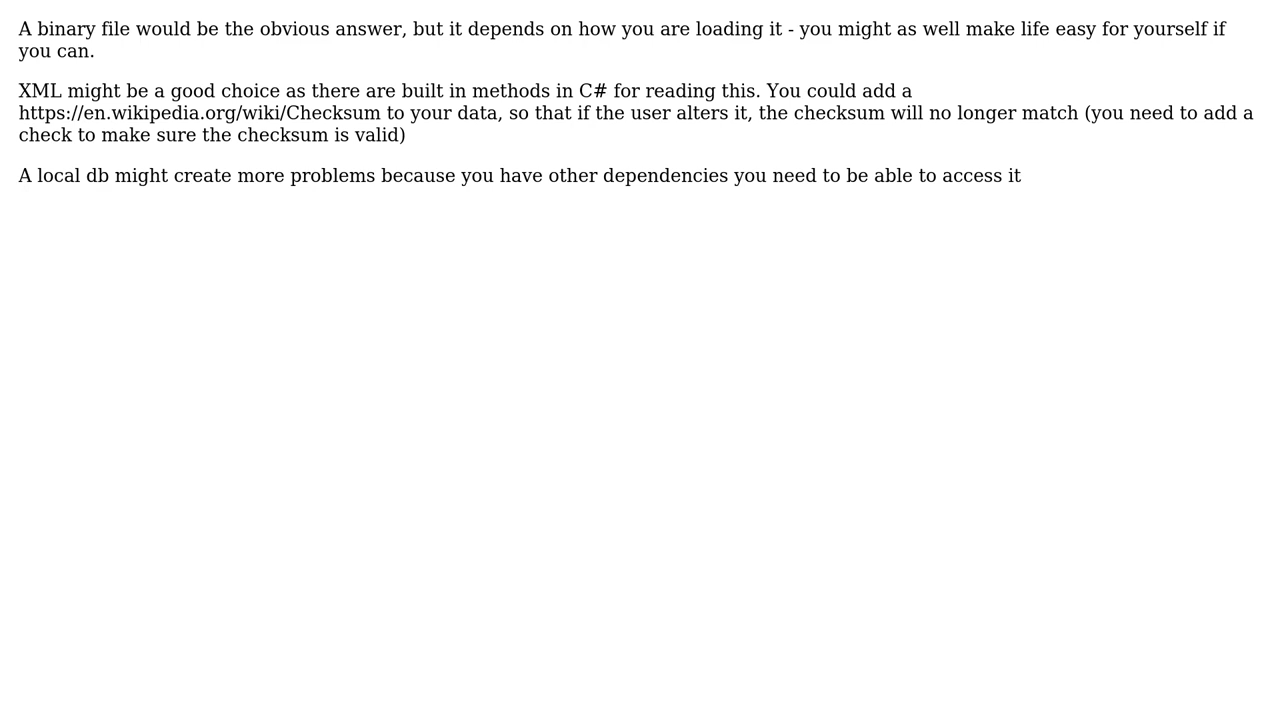 A binary file would be the obvious answer, but it depends on how you are loading it - you might as well make life easy for yourself if
you can.
XML might be a good choice as there are built in methods in C# for reading this. You could add a
https://en.wikipedia.org/wiki/Checksum to your data, so that if the user alters it, the checksum will no longer match (you need to add a
check to make sure the checksum is valid)
A local db might create more problems because you have other dependencies you need to be able to access it